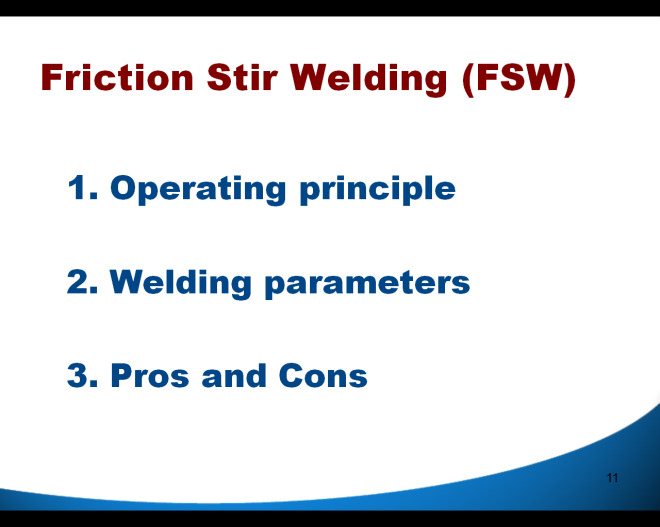 Friction Stir Welding (FSW)
1. Operating principle
2. Welding parameters
3. Pros and Cons
11